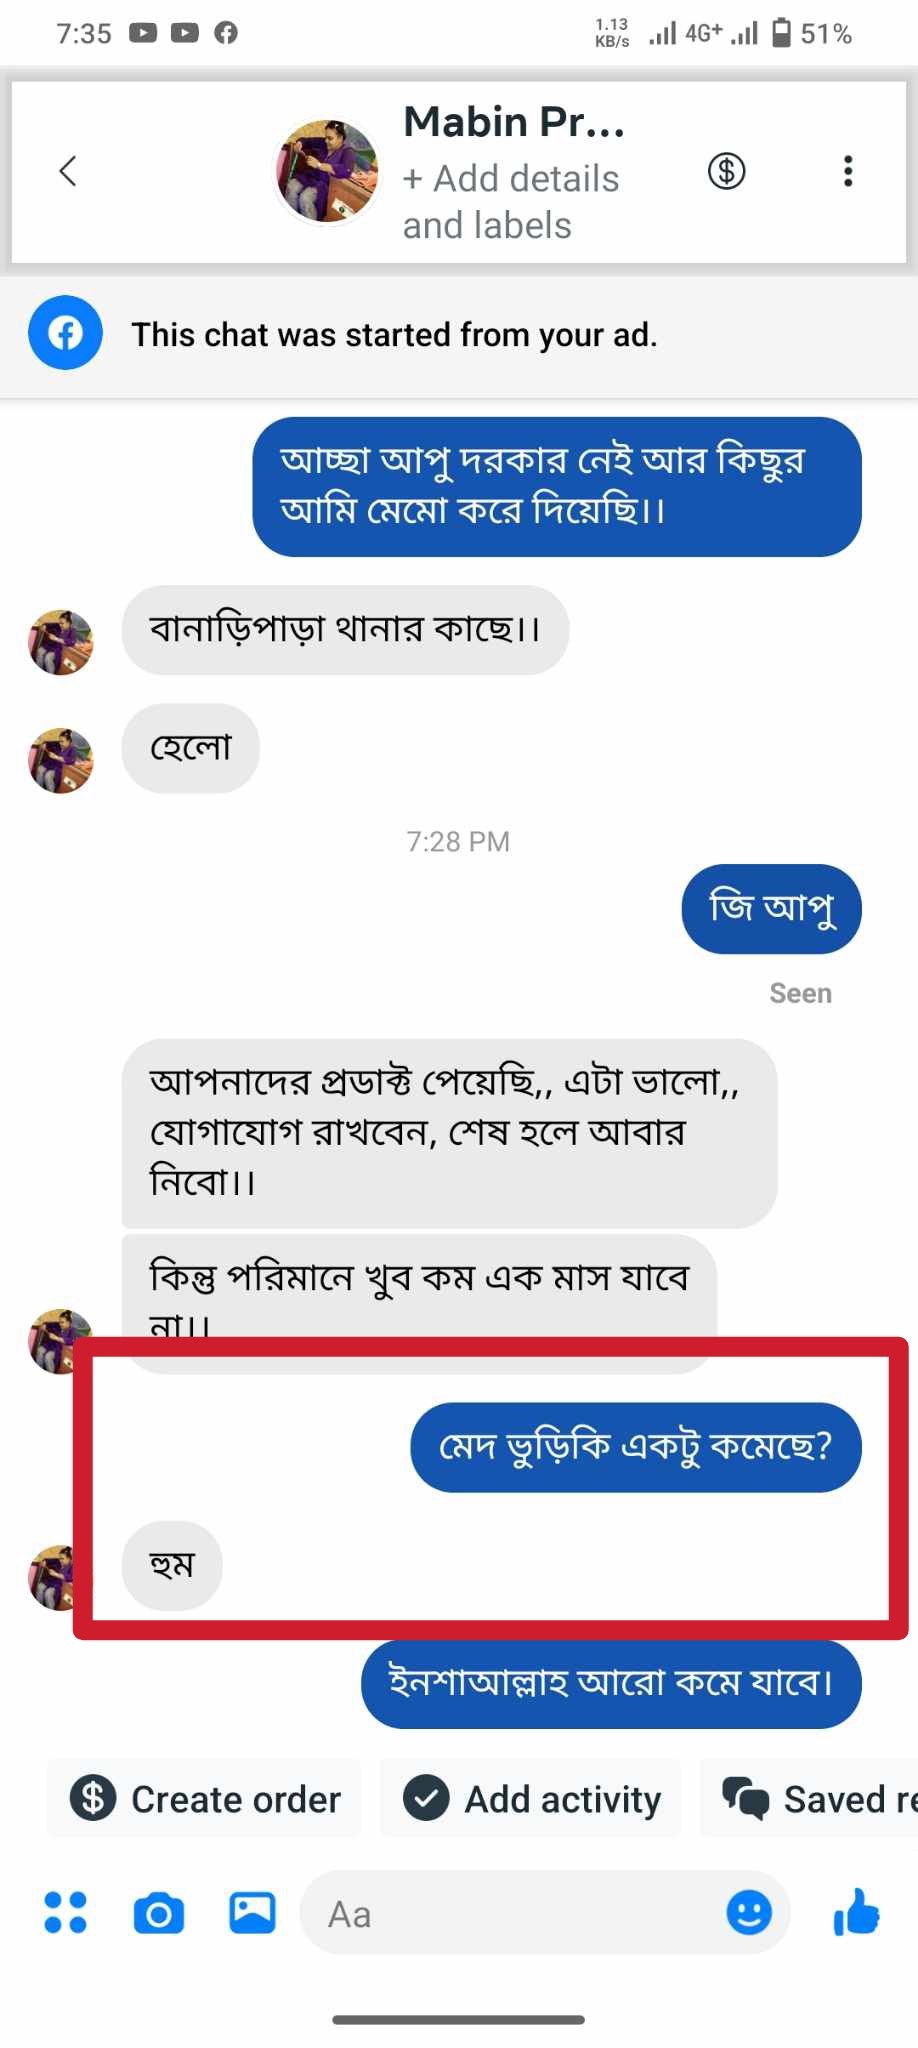 7:35
1.13
KB/s
4G+
51%
Mabin Pr...
+ Add details
and labels
This chat was started from your ad.
আচ্ছা আপু দরকার নেই আর কিছুর
আমি মেমো করে দিয়েছি।।
বানাড়িপাড়া থানার কাছে।।
হেলো
7:28 PM
জি আপু
Seen
আপনাদের প্রডাক্ট পেয়েছি,, এটা ভালো,,
যোগাযোগ রাখবেন, শেষ হলে আবার
নিবো।।
কিন্তু পরিমানে খুব কম এক মাস যাবে
না।।
মেদ ভুড়িকি একটু কমেছে?
হুম
ইনশাআল্লাহ আরো কমে যাবে।
Create order
Add activity
Saved re
Aa